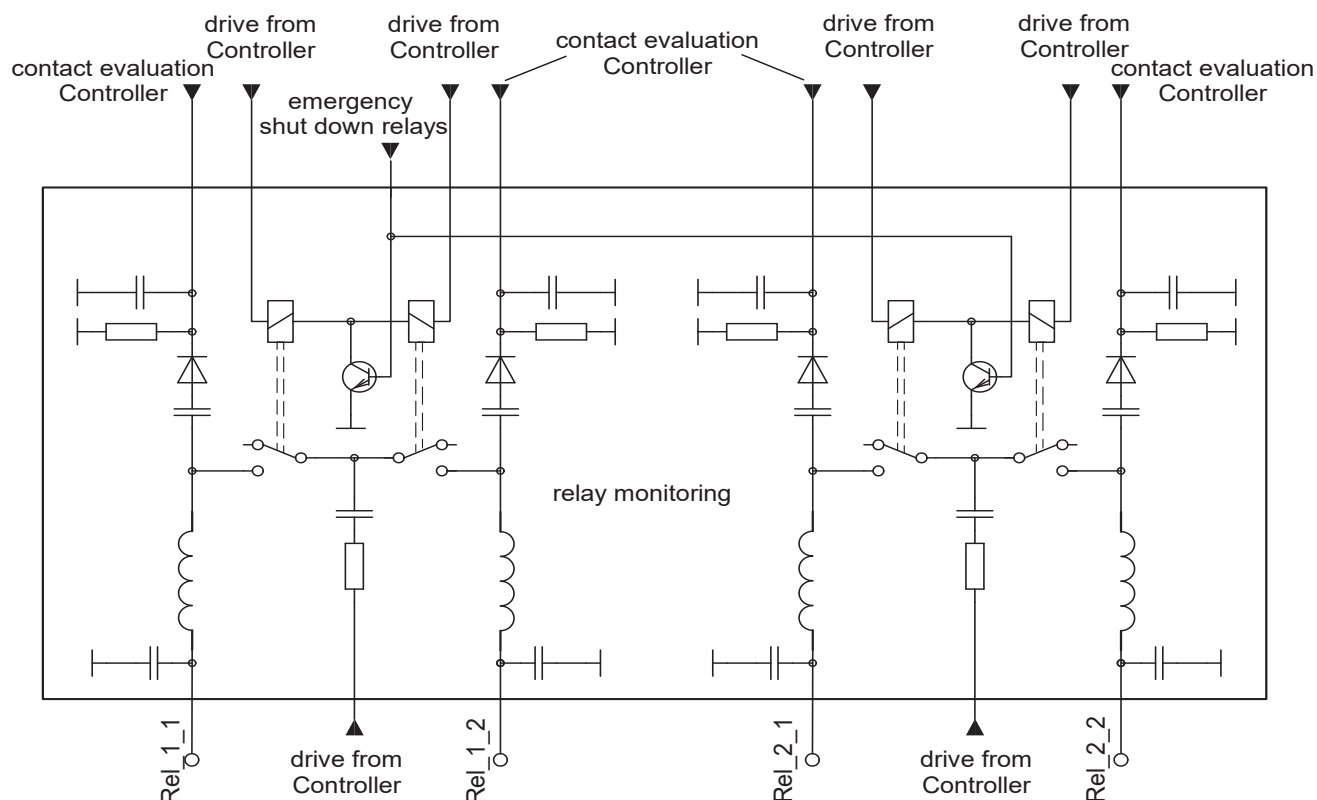 drive from
Controller
drive from
Controller
contact evaluation
Controller
drive from
Controller
drive from
Controller
contact evaluation
Controller
contact evaluation
Controller
emergency
shut down relays
relay monitoring
Rel_1_1
drive from
Controller
Rel_1_2
Rel_2_1
drive from
Controller
Rel_2_2